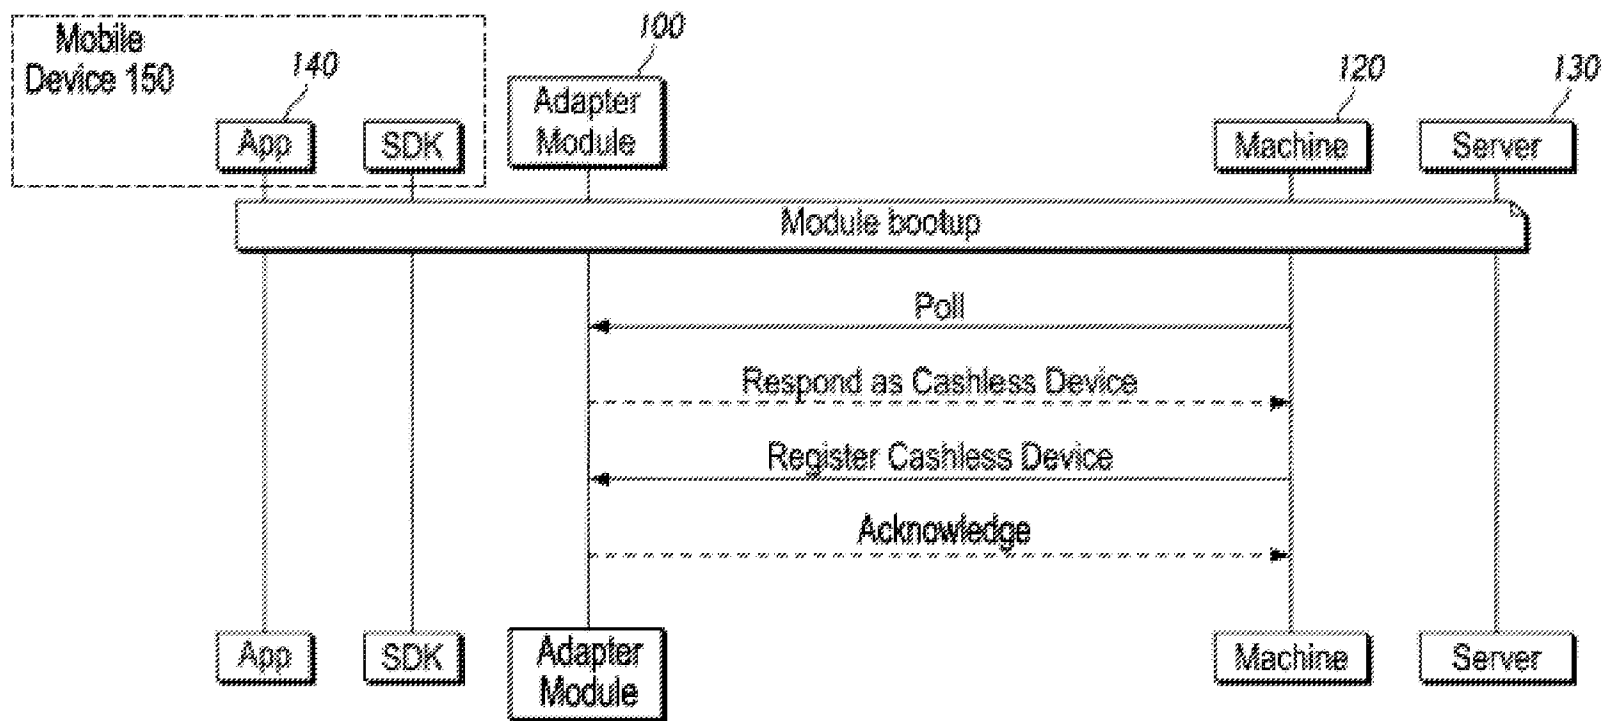 Mobile
Device 150
140
100
120
130
App
SDK
Adapter
Module
Machine
Server
Module bootup
Poll
Respond as Cashless Device
Register Cashless Device
Acknowledge
App
SDK
Adapter
Module
Machine
Server